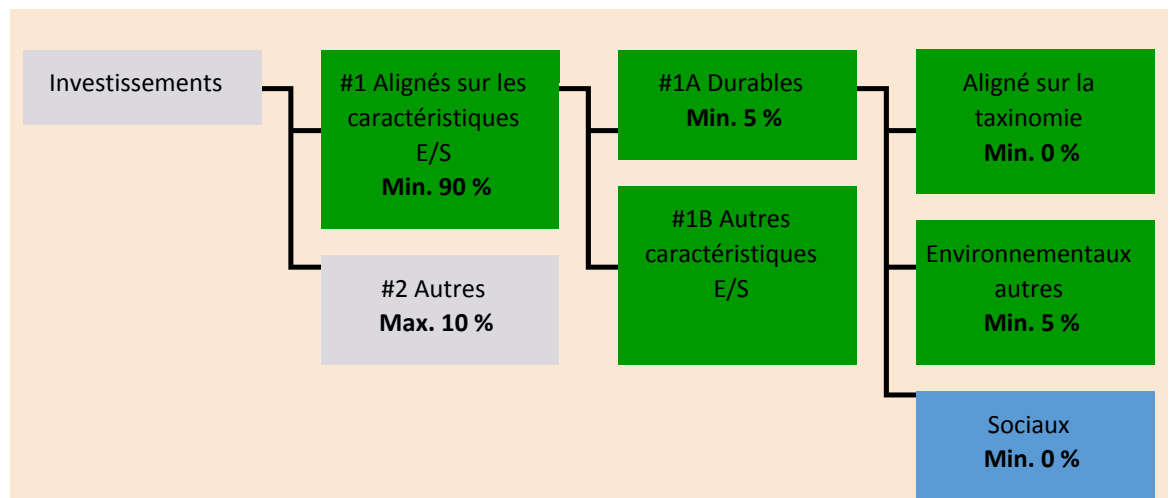 Investissements
#1 Alignés sur les
caractéristiques
E/S
Min. 90 %
#2 Autres
Max. 10 %
#1A Durables
Min. 5 %
#1B Autres
caractéristiques
E/S
Aligné sur la
taxinomie
Min. 0 %
Environnementaux
autres
Min. 5 %
Sociaux
Min. 0 %